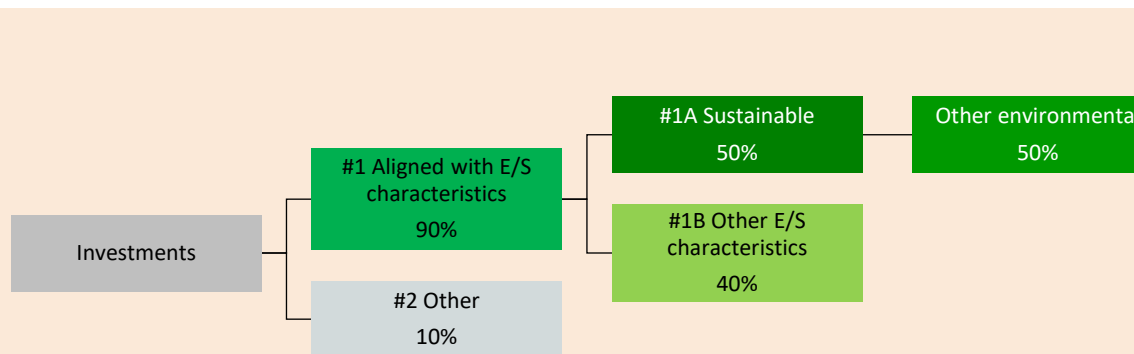 Investments
#1 Aligned with E/S
characteristics
90%
#2 Other
10%
#1A Sustainable
50%
#1B Other E/S
characteristics
40%
Other environmenta
50%